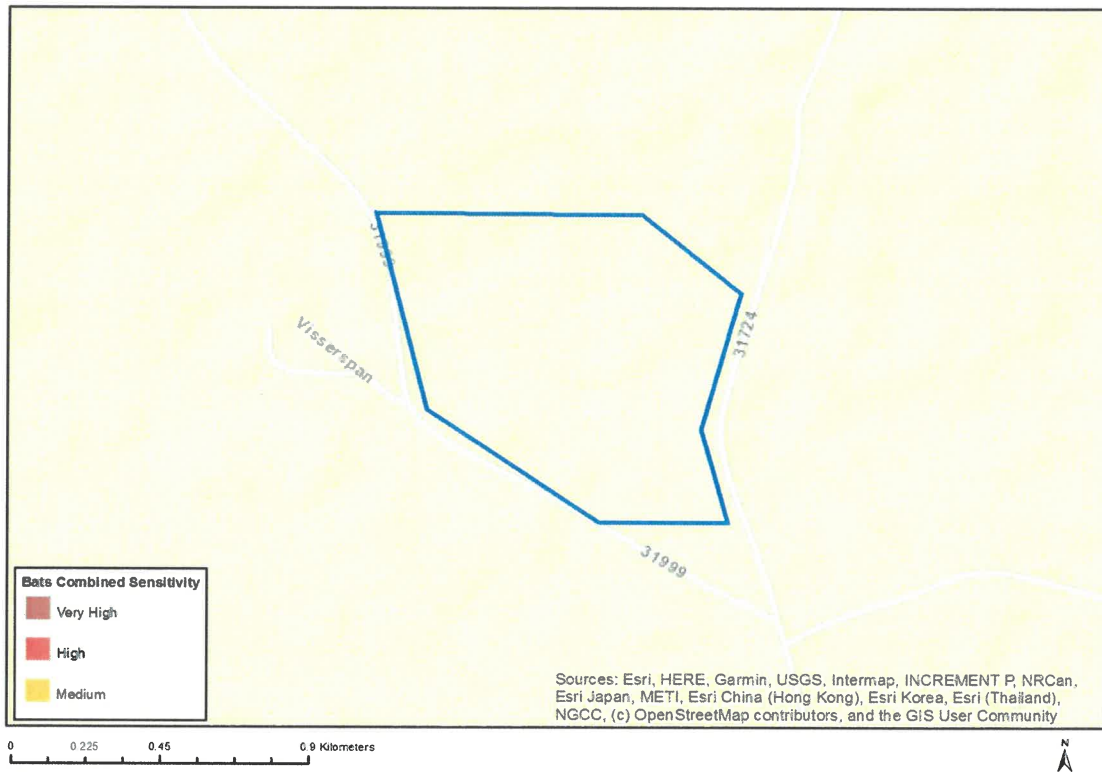 31999
31724
Visserspan
31999
Bats Combined Sensitivity
Very High
High
Medium
Sources: Esri, HERE, Garmin, USGS, Intermap, INCREMENT P, NRCan,
Esri Japan, METI, Esri China (Hong Kong), Esri Korea, Esri (Thailand),
NGCC, (c) OpenStreetMap contributors, and the GIS User Community
0 0.225 0.45 0.9 Kilometers
N